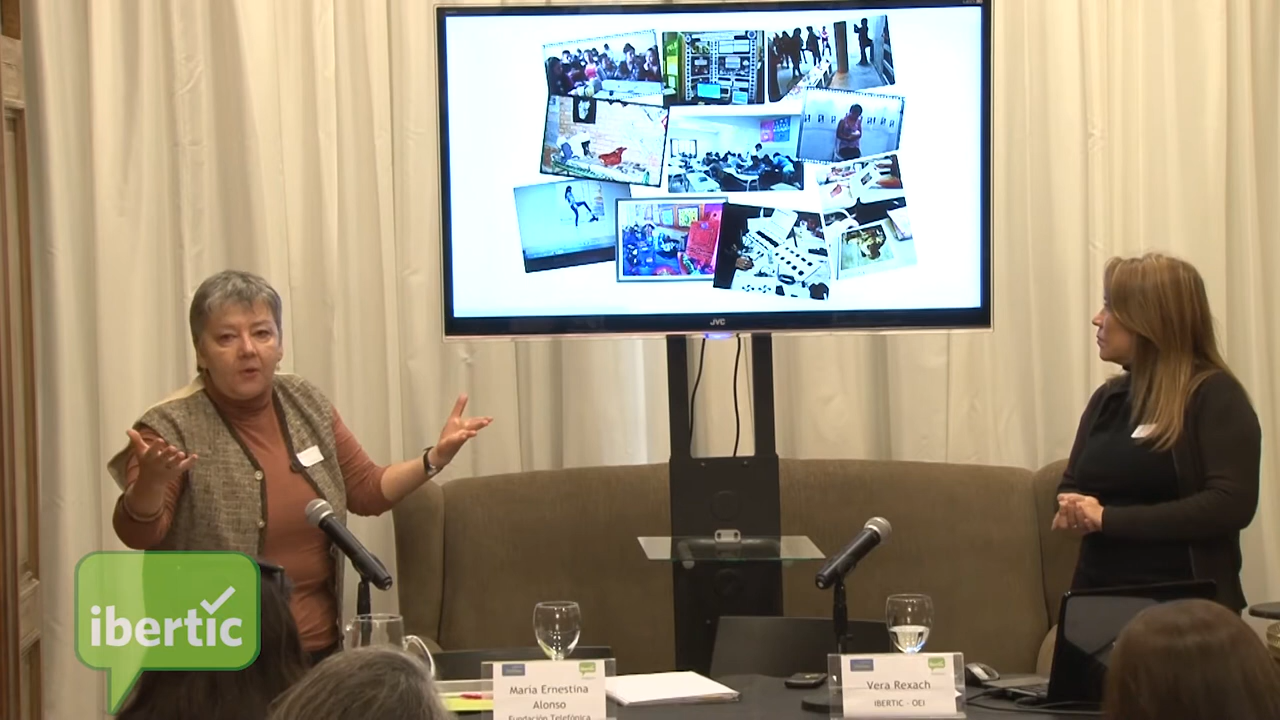 JVC
ibertic
María Ernestina
Alonso
Fundación Telefónica
Vera Rexach
IBERTIC - OEI